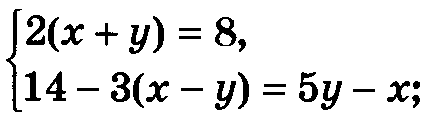 2(x + y) = 8,
14 − 3(x − y) = 5y − x;